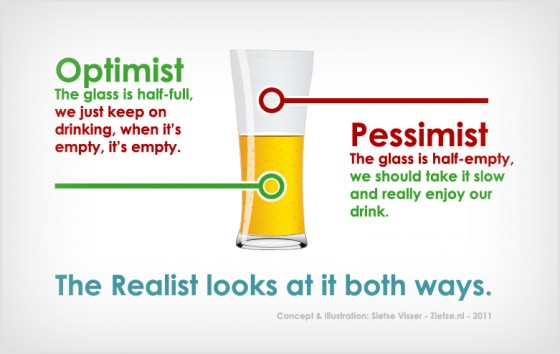 Optimist
The glass is half-full,
we just keep on
drinking, when it's
empty, it's empty.
Pessimist
The glass is half-empty,
we should take it slow
and really enjoy our
drink.
The Realist looks at it both ways.
Concept & Illustration: Sietse Visser - Zietze.nl - 2011